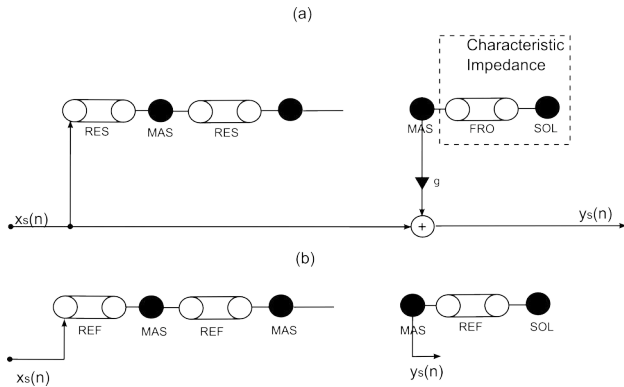 (a)
Characteristic
Impedance
RES
MAS
RES
MAS
FRO
SOL
g
xs(n)
+
ys(n)
(b)
REF
MAS
REF
MAS
MAS
REF
SOL
xs(n)
ys(n)